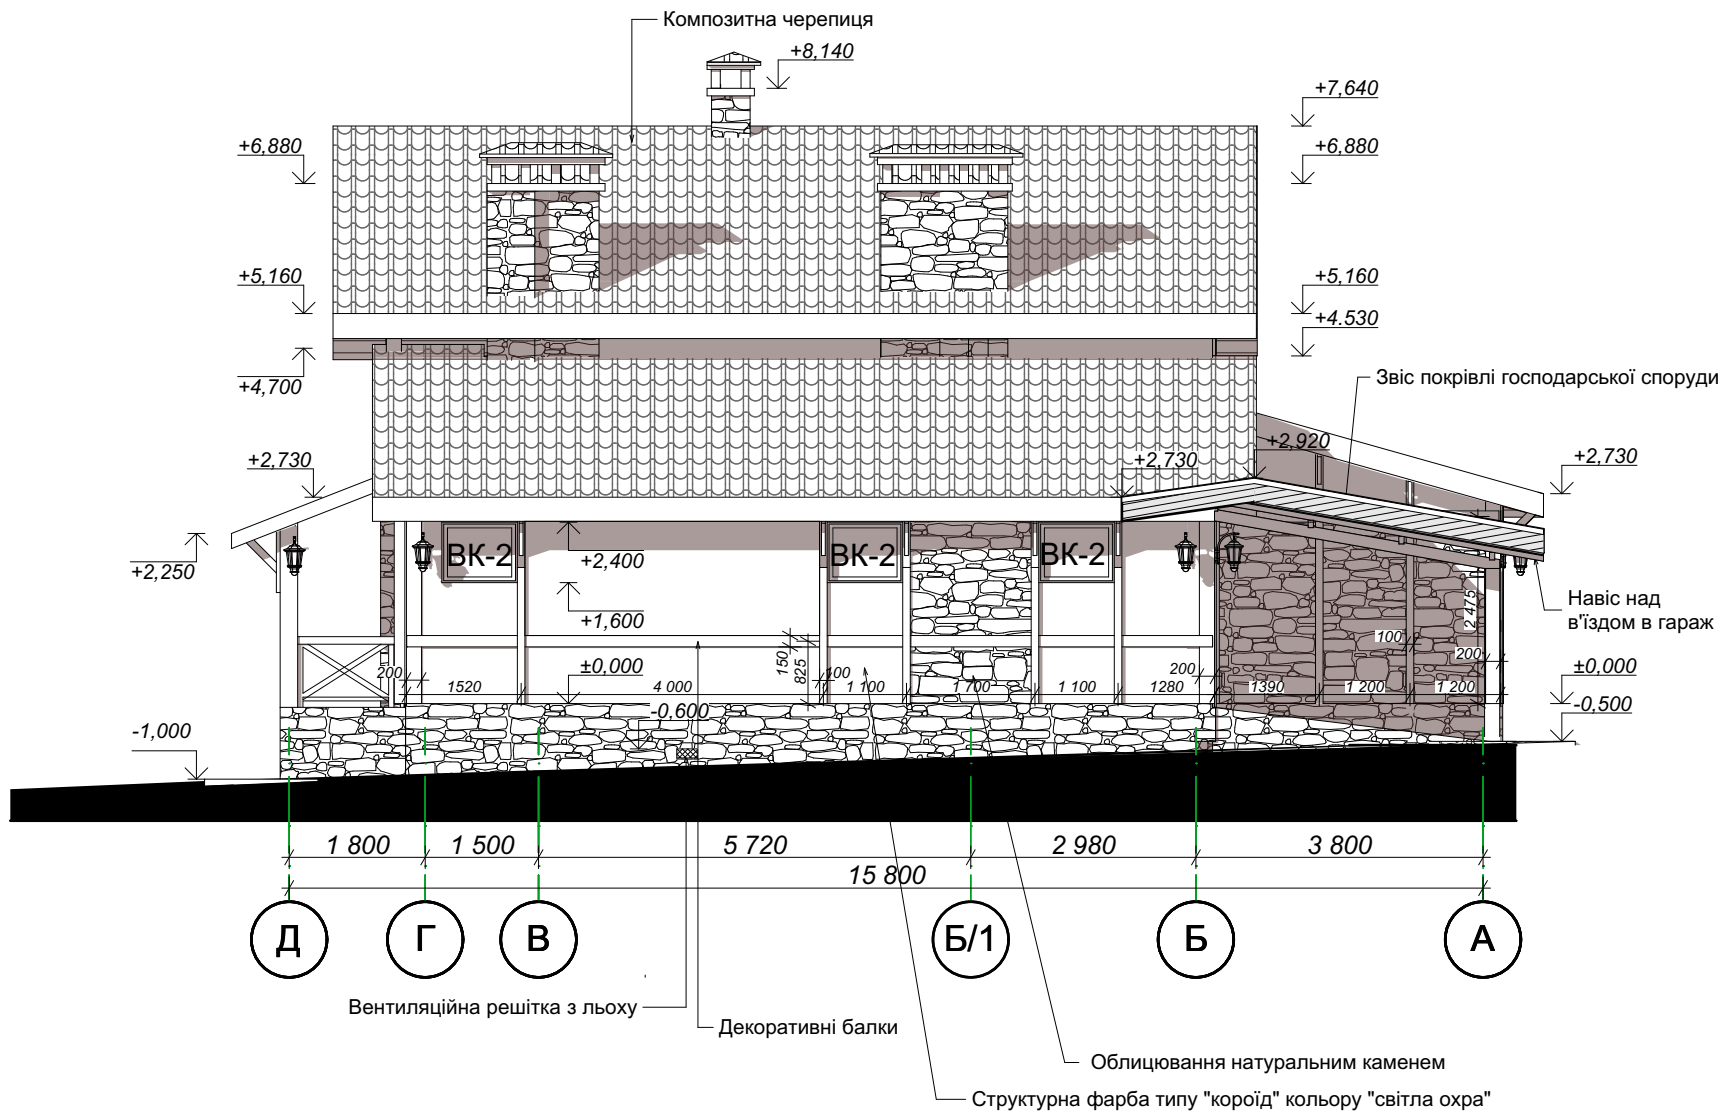 Композитна черепиця
+8,140
+7,640
+6,880
+6,880
+5,160
+5,160
+4.530
+4,700
Звіс покрівлі господарської споруди
+2,920
+2,730
+2,730
+2,730
ВК-2
ВК-2
ВК-2
+2,250
+2,400
+1,600
Навіс над
в'їздом в гараж
2 475
100
200
150
825
±0,000
±0,000
200
1520
4 000
100
1 100
1 700
1 100
200
1280
1390
1 200
1 200
-0,600
-0,500
-1,000
1 800
1 500
5 720
2 980
3 800
15 800
Д
Г
В
Б/1
Б
А
Вентиляційна решітка з льоху
Декоративні балки
Облицювання натуральним каменем
Структурна фарба типу "короїд" кольору "світла охра"